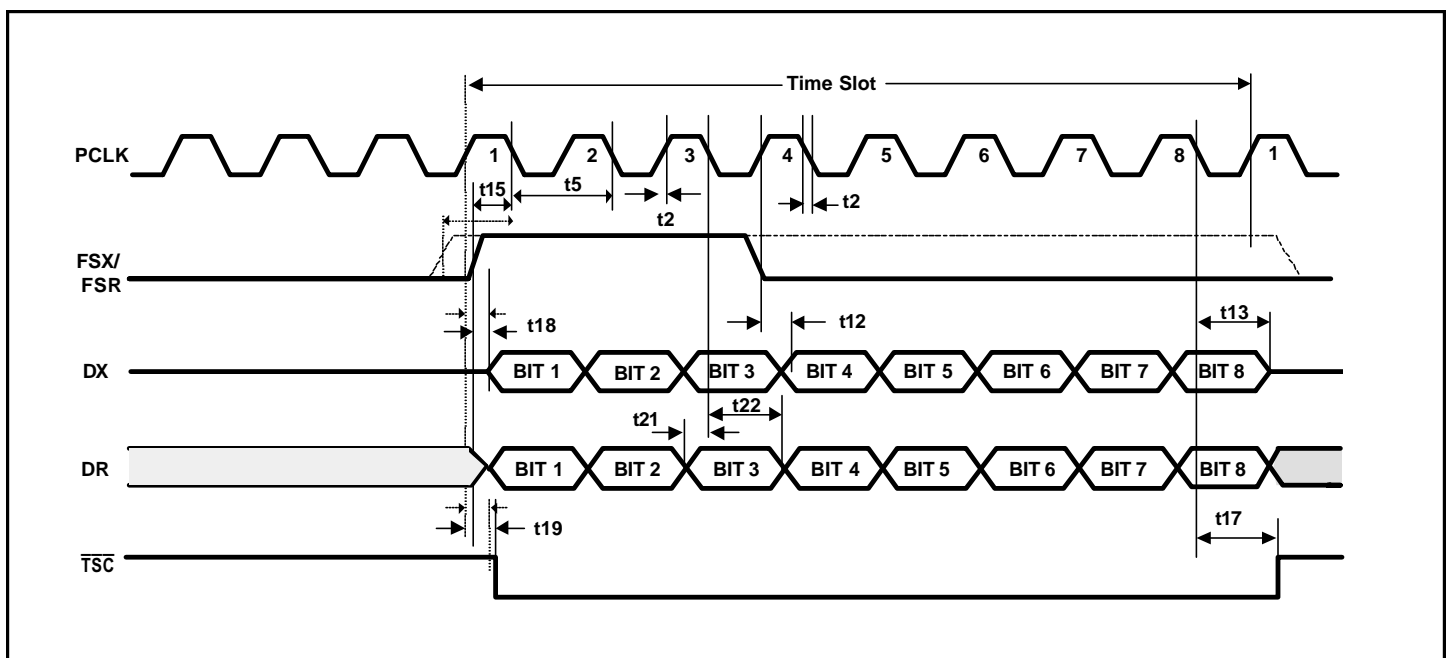 Time Slot
PCLK
1 2 3 4 5 6 7 8 1
t15 t5 t2 t2
FSX/
FSR
t18 t12 t13
DX
BIT 1 BIT 2 BIT 3 BIT 4 BIT 5 BIT 6 BIT 7 BIT 8
t21 t22
DR
BIT 1 BIT 2 BIT 3 BIT 4 BIT 5 BIT 6 BIT 7 BIT 8
t19 t17
TSC